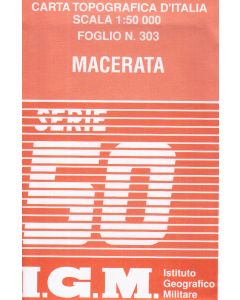 CARTA TOPOGRAFICA D'ITALIA
SCALA 1:50 000
FOGLIO N. 303
MACERATA
SERIE
50
I.G.M.
Istituto
Geografico
Militare